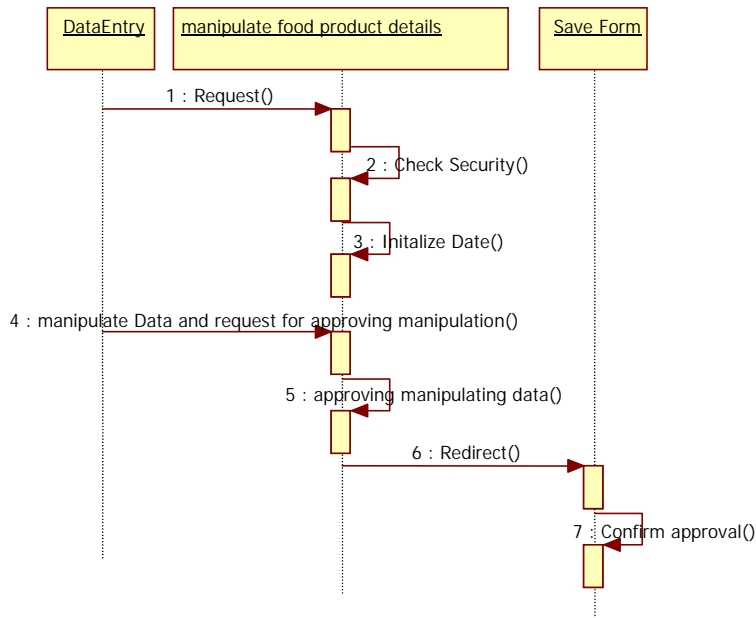 DataEntry
manipulate food product details
Save Form
1 : Request()
2 : Check Security()
3 : Initalize Date()
4 : manipulate Data and request for approving manipulation()
5 : approving manipulating data()
6 : Redirect()
7 : Confirm approval()